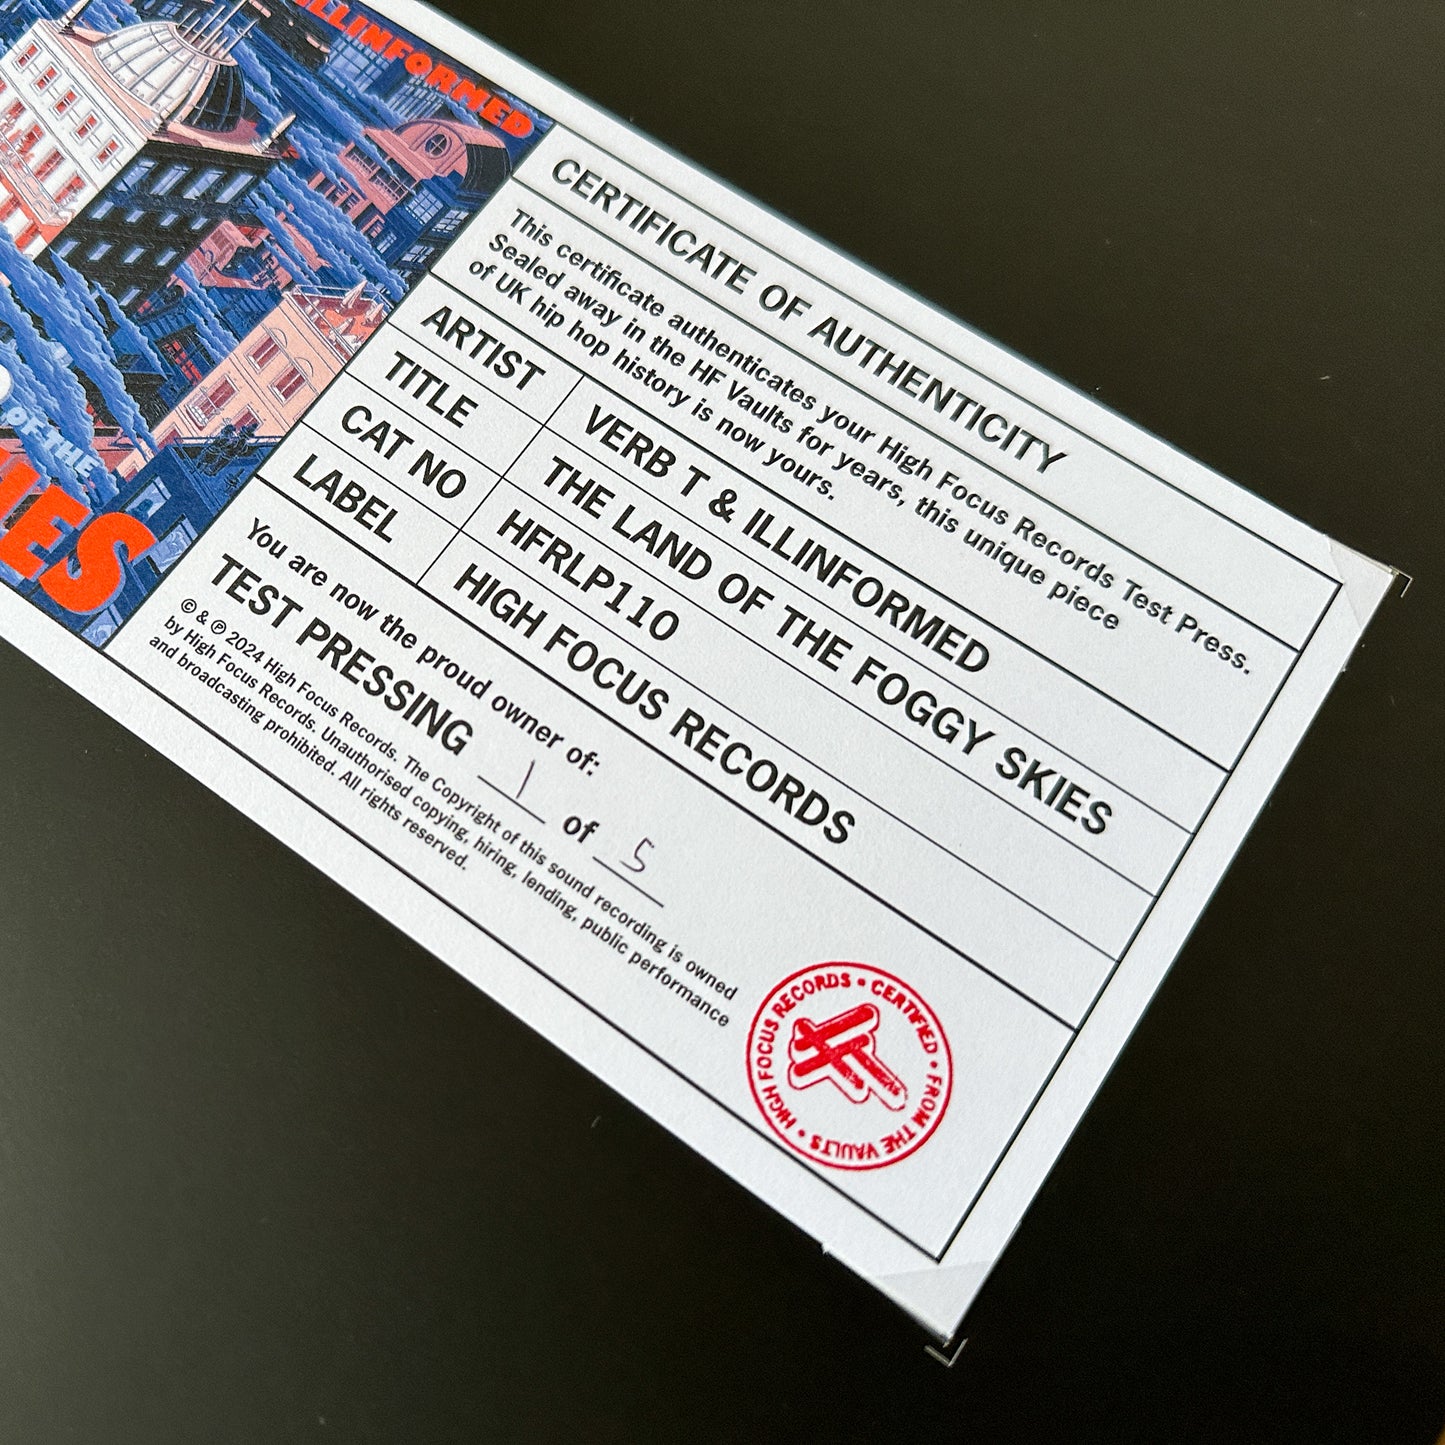 ILLINFORMED
OF THE
IES
CERTIFICATE OF AUTHENTICITY
This certificate authenticates your High Focus Records Test Press.
Sealed away in the HF Vaults for years, this unique piece
of UK hip hop history is now yours.
ARTIST VERB T & ILLINFORMED
TITLE THE LAND OF THE FOGGY SKIES
CAT NO HFRLP110
LABEL HIGH FOCUS RECORDS
You are now the proud owner of:
TEST PRESSING 1 of 5
© & ℗ 2024 High Focus Records. The Copyright of this sound recording is owned
by High Focus Records. Unauthorised copying, hiring, lending, public performance
and broadcasting prohibited. All rights reserved.
HIGH FOCUS RECORDS • CERTIFIED • FROM THE VAULTS •